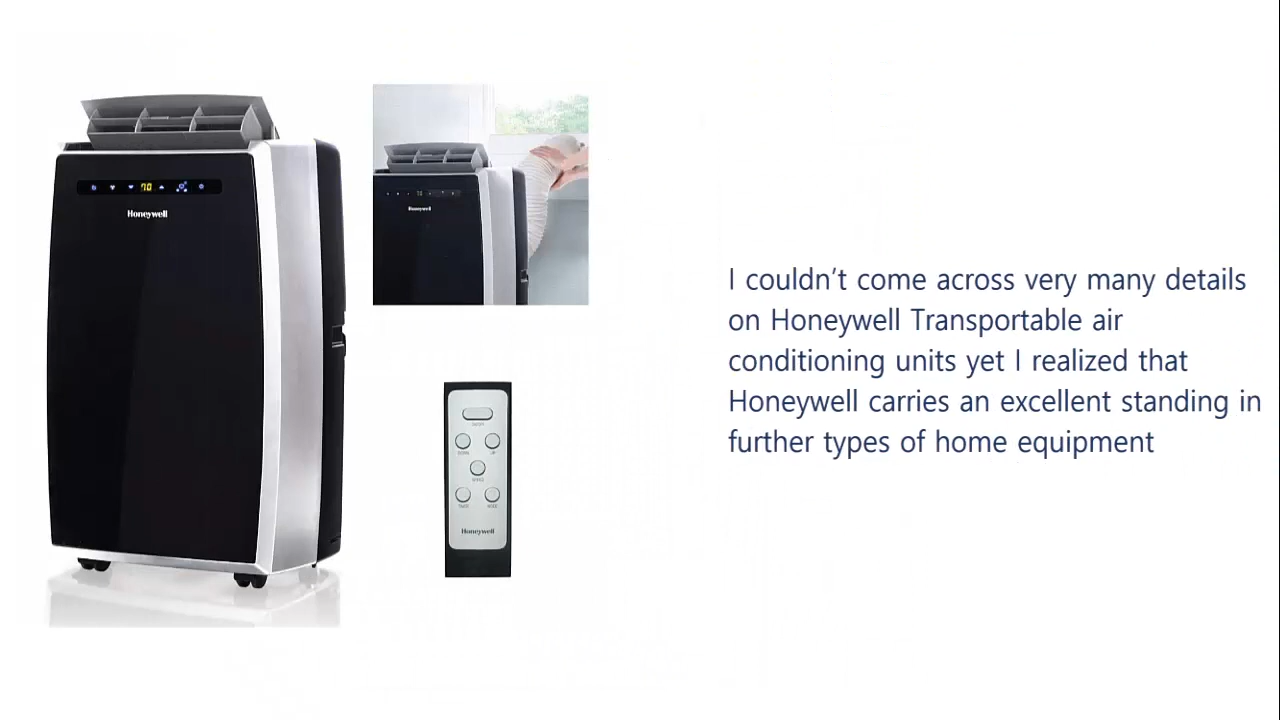 70
Honeywell
Honeywell
Honeywell
I couldn’t come across very many details
on Honeywell Transportable air
conditioning units yet I realized that
Honeywell carries an excellent standing in
further types of home equipment